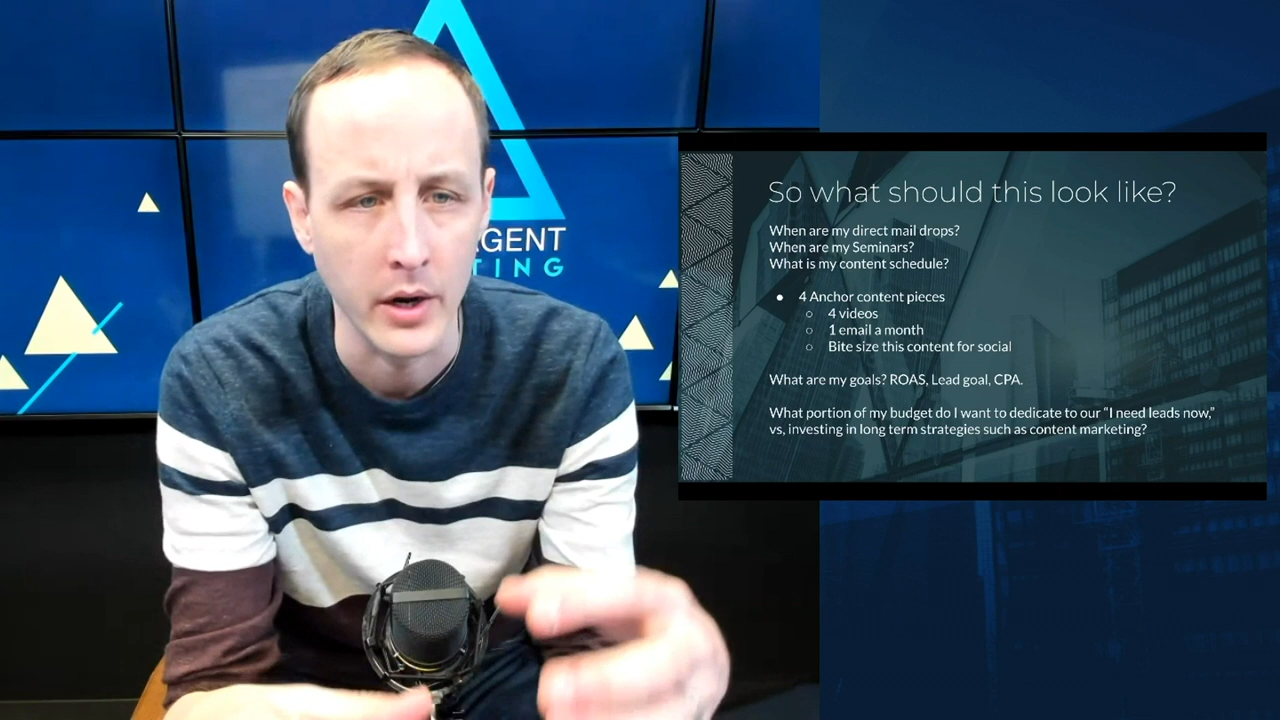 GENT
TING
So what should this look like?
When are my direct mail drops?
When are my Seminars?
What is my content schedule?
● 4 Anchor content pieces
○ 4 videos
○ 1 email a month
○ Bite size this content for social
What are my goals? ROAS, Lead goal, CPA.
What portion of my budget do I want to dedicate to our “I need leads now,”
vs, investing in long term strategies such as content marketing?